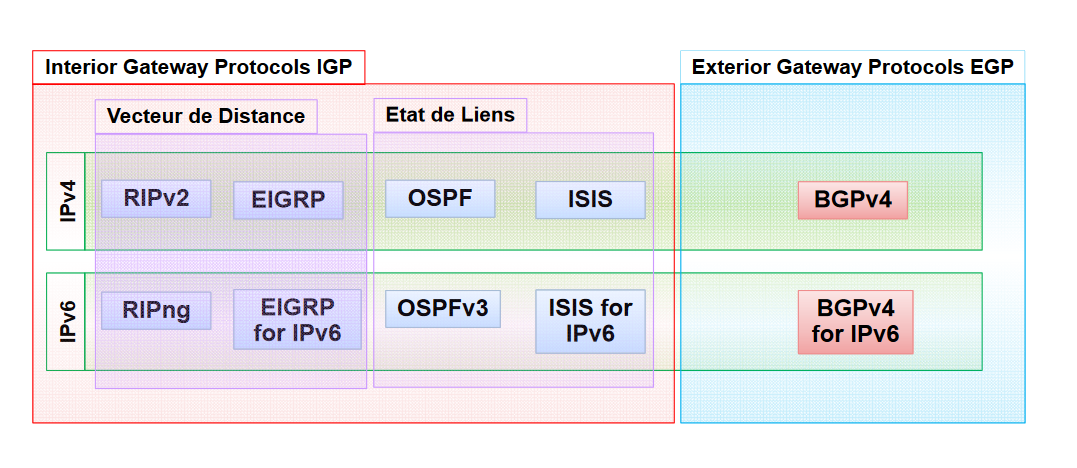 Interior Gateway Protocols IGP
Exterior Gateway Protocols EGP
Vecteur de Distance
Etat de Liens
IPv4
RIPv2
EIGRP
OSPF
ISIS
BGPv4
IPv6
RIPng
EIGRP
for IPv6
OSPFv3
ISIS for
IPv6
BGPv4
for IPv6